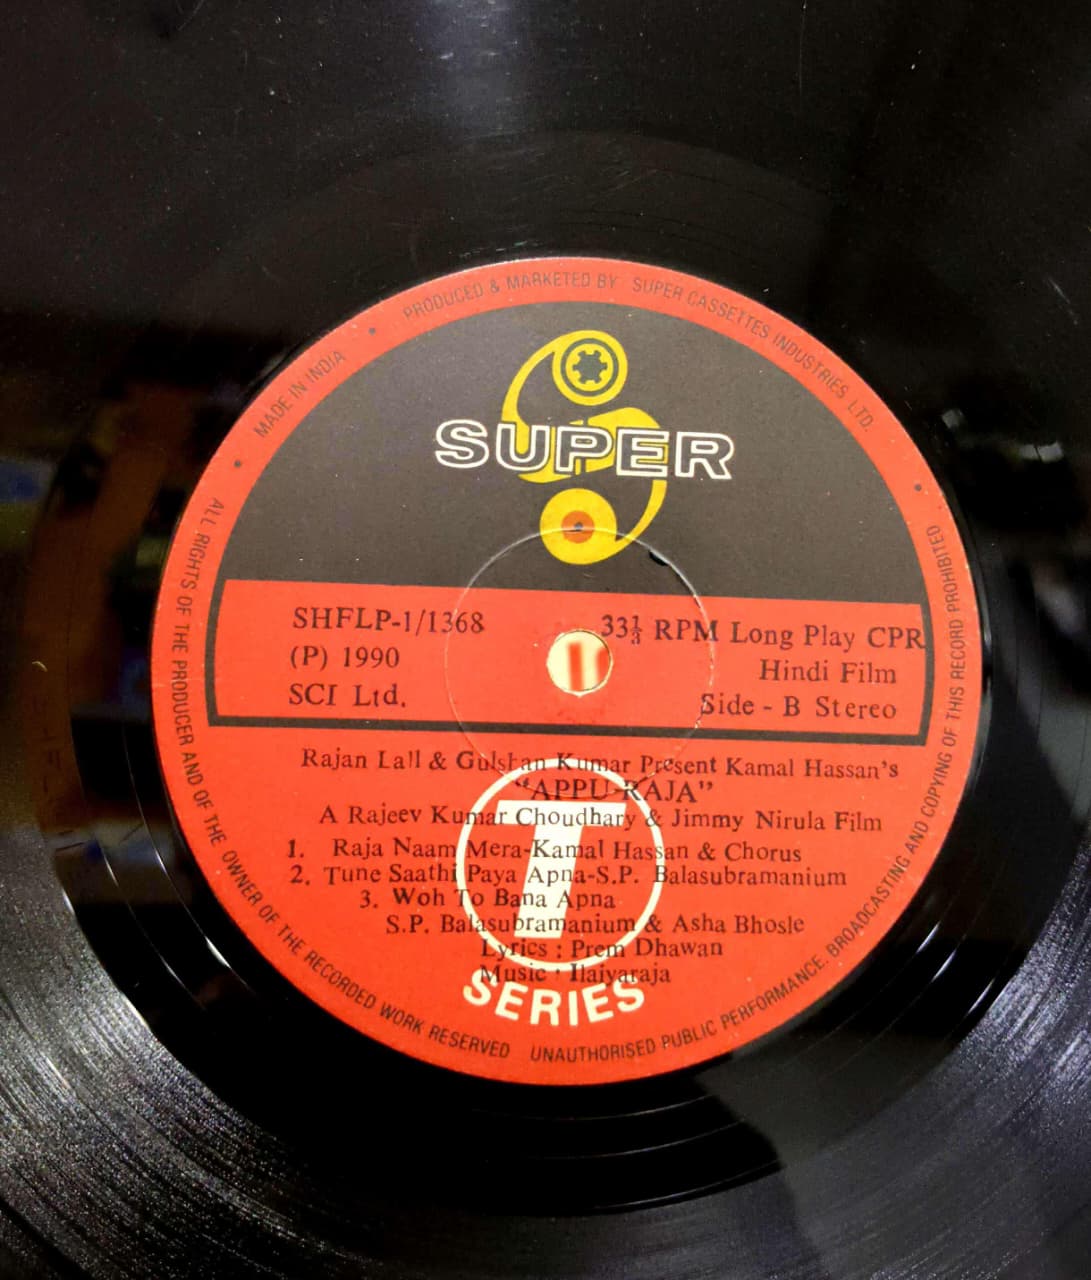 MADE IN INDIA • PRODUCED & MARKETED BY SUPER CASSETTES INDUSTRIES LTD.
SUPER
SHFLP-1/1368
(P) 1990
SCI Ltd.
33⅓ RPM Long Play CPR
Hindi Film
Side - B Stereo
Rajan Lall & Gulshan Kumar Present Kamal Hassan's
"APPU RAJA"
A Rajeev Kumar Choudhary & Jimmy Nirula Film
1. Raja Naam Mera-Kamal Hassan & Chorus
2. Tune Saathi Paya Apna-S.P. Balasubramanium
3. Woh To Bana Apna
S.P. Balasubramanium & Asha Bhosle
Lyrics : Prem Dhawan
Music : Ilaiyaraja
T
SERIES
ALL RIGHTS OF THE PRODUCER AND OF THE OWNER OF THE RECORDED WORK RESERVED UNAUTHORISED PUBLIC PERFORMANCE. BROADCASTING AND COPYING OF THIS RECORD PROHIBITED